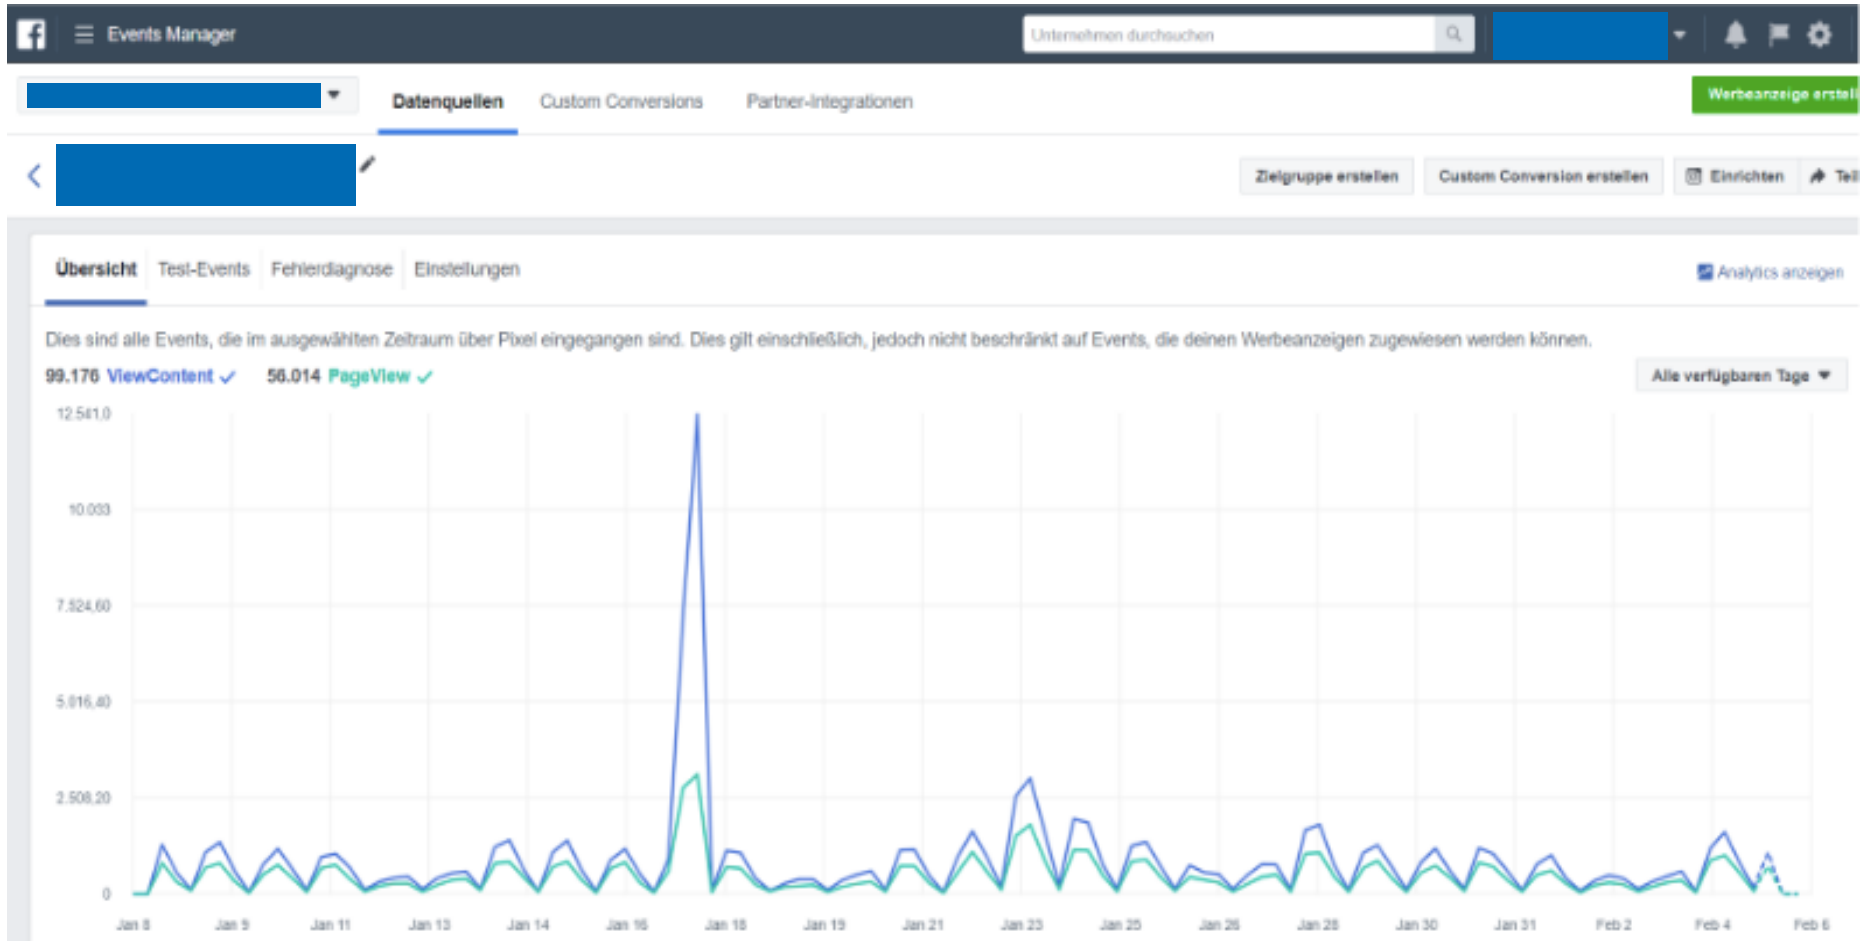 f Events Manager Unternehmen durchsuchen
Datenquellen Custom Conversions Partner-Integrationen Werbeanzeige erstell
Zielgruppe erstellen Custom Conversion erstellen Einrichten Teil
Übersicht Test-Events Fehlerdiagnose Einstellungen Analytics anzeigen
Dies sind alle Events, die im ausgewählten Zeitraum über Pixel eingegangen sind. Dies gilt einschließlich, jedoch nicht beschränkt auf Events, die deinen Werbeanzeigen zugewiesen werden können.
99.176 ViewContent 56.014 PageView Alle verfügbaren Tage
12.541,0
10.033
7.524,60
5.016,40
2.508,20
0
Jan 8 Jan 9 Jan 11 Jan 13 Jan 14 Jan 16 Jan 18 Jan 19 Jan 21 Jan 23 Jan 25 Jan 26 Jan 28 Jan 30 Jan 31 Feb 2 Feb 4 Feb 6